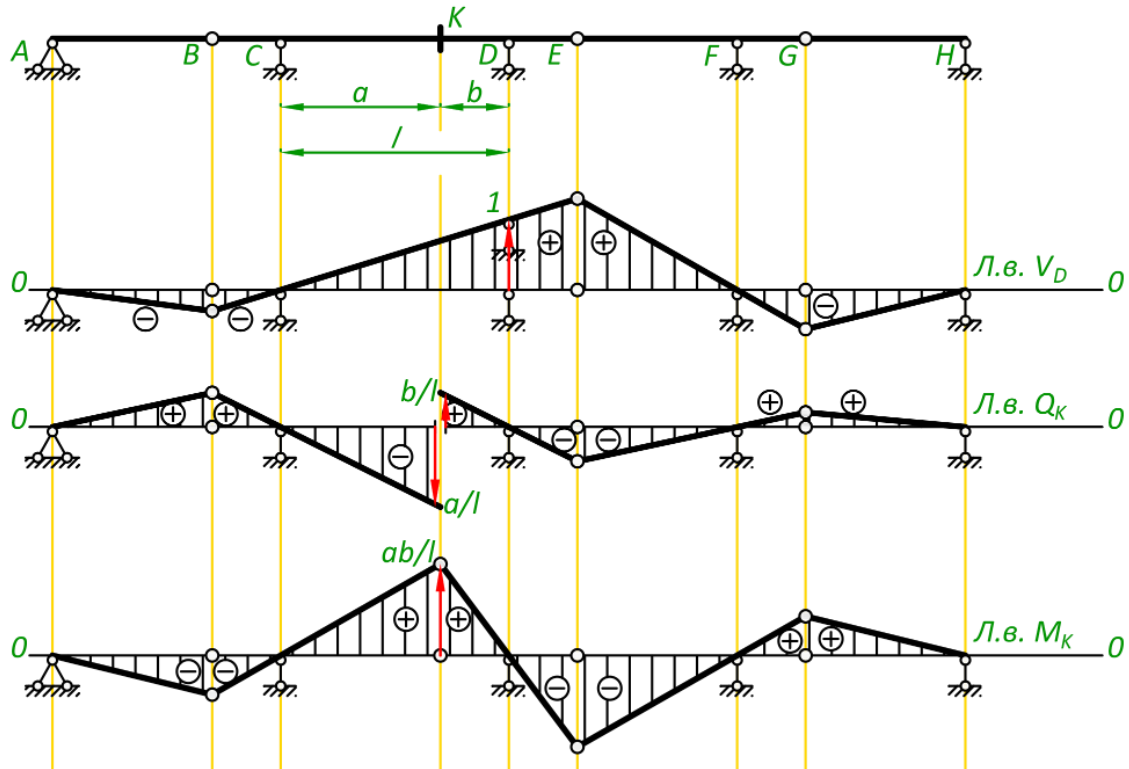 K
A B C D E F G H
a b
l
1
0 Л.в. V_D 0
b/l
0 Л.в. Q_K 0
a/l
ab/l
0 Л.в. M_K 0